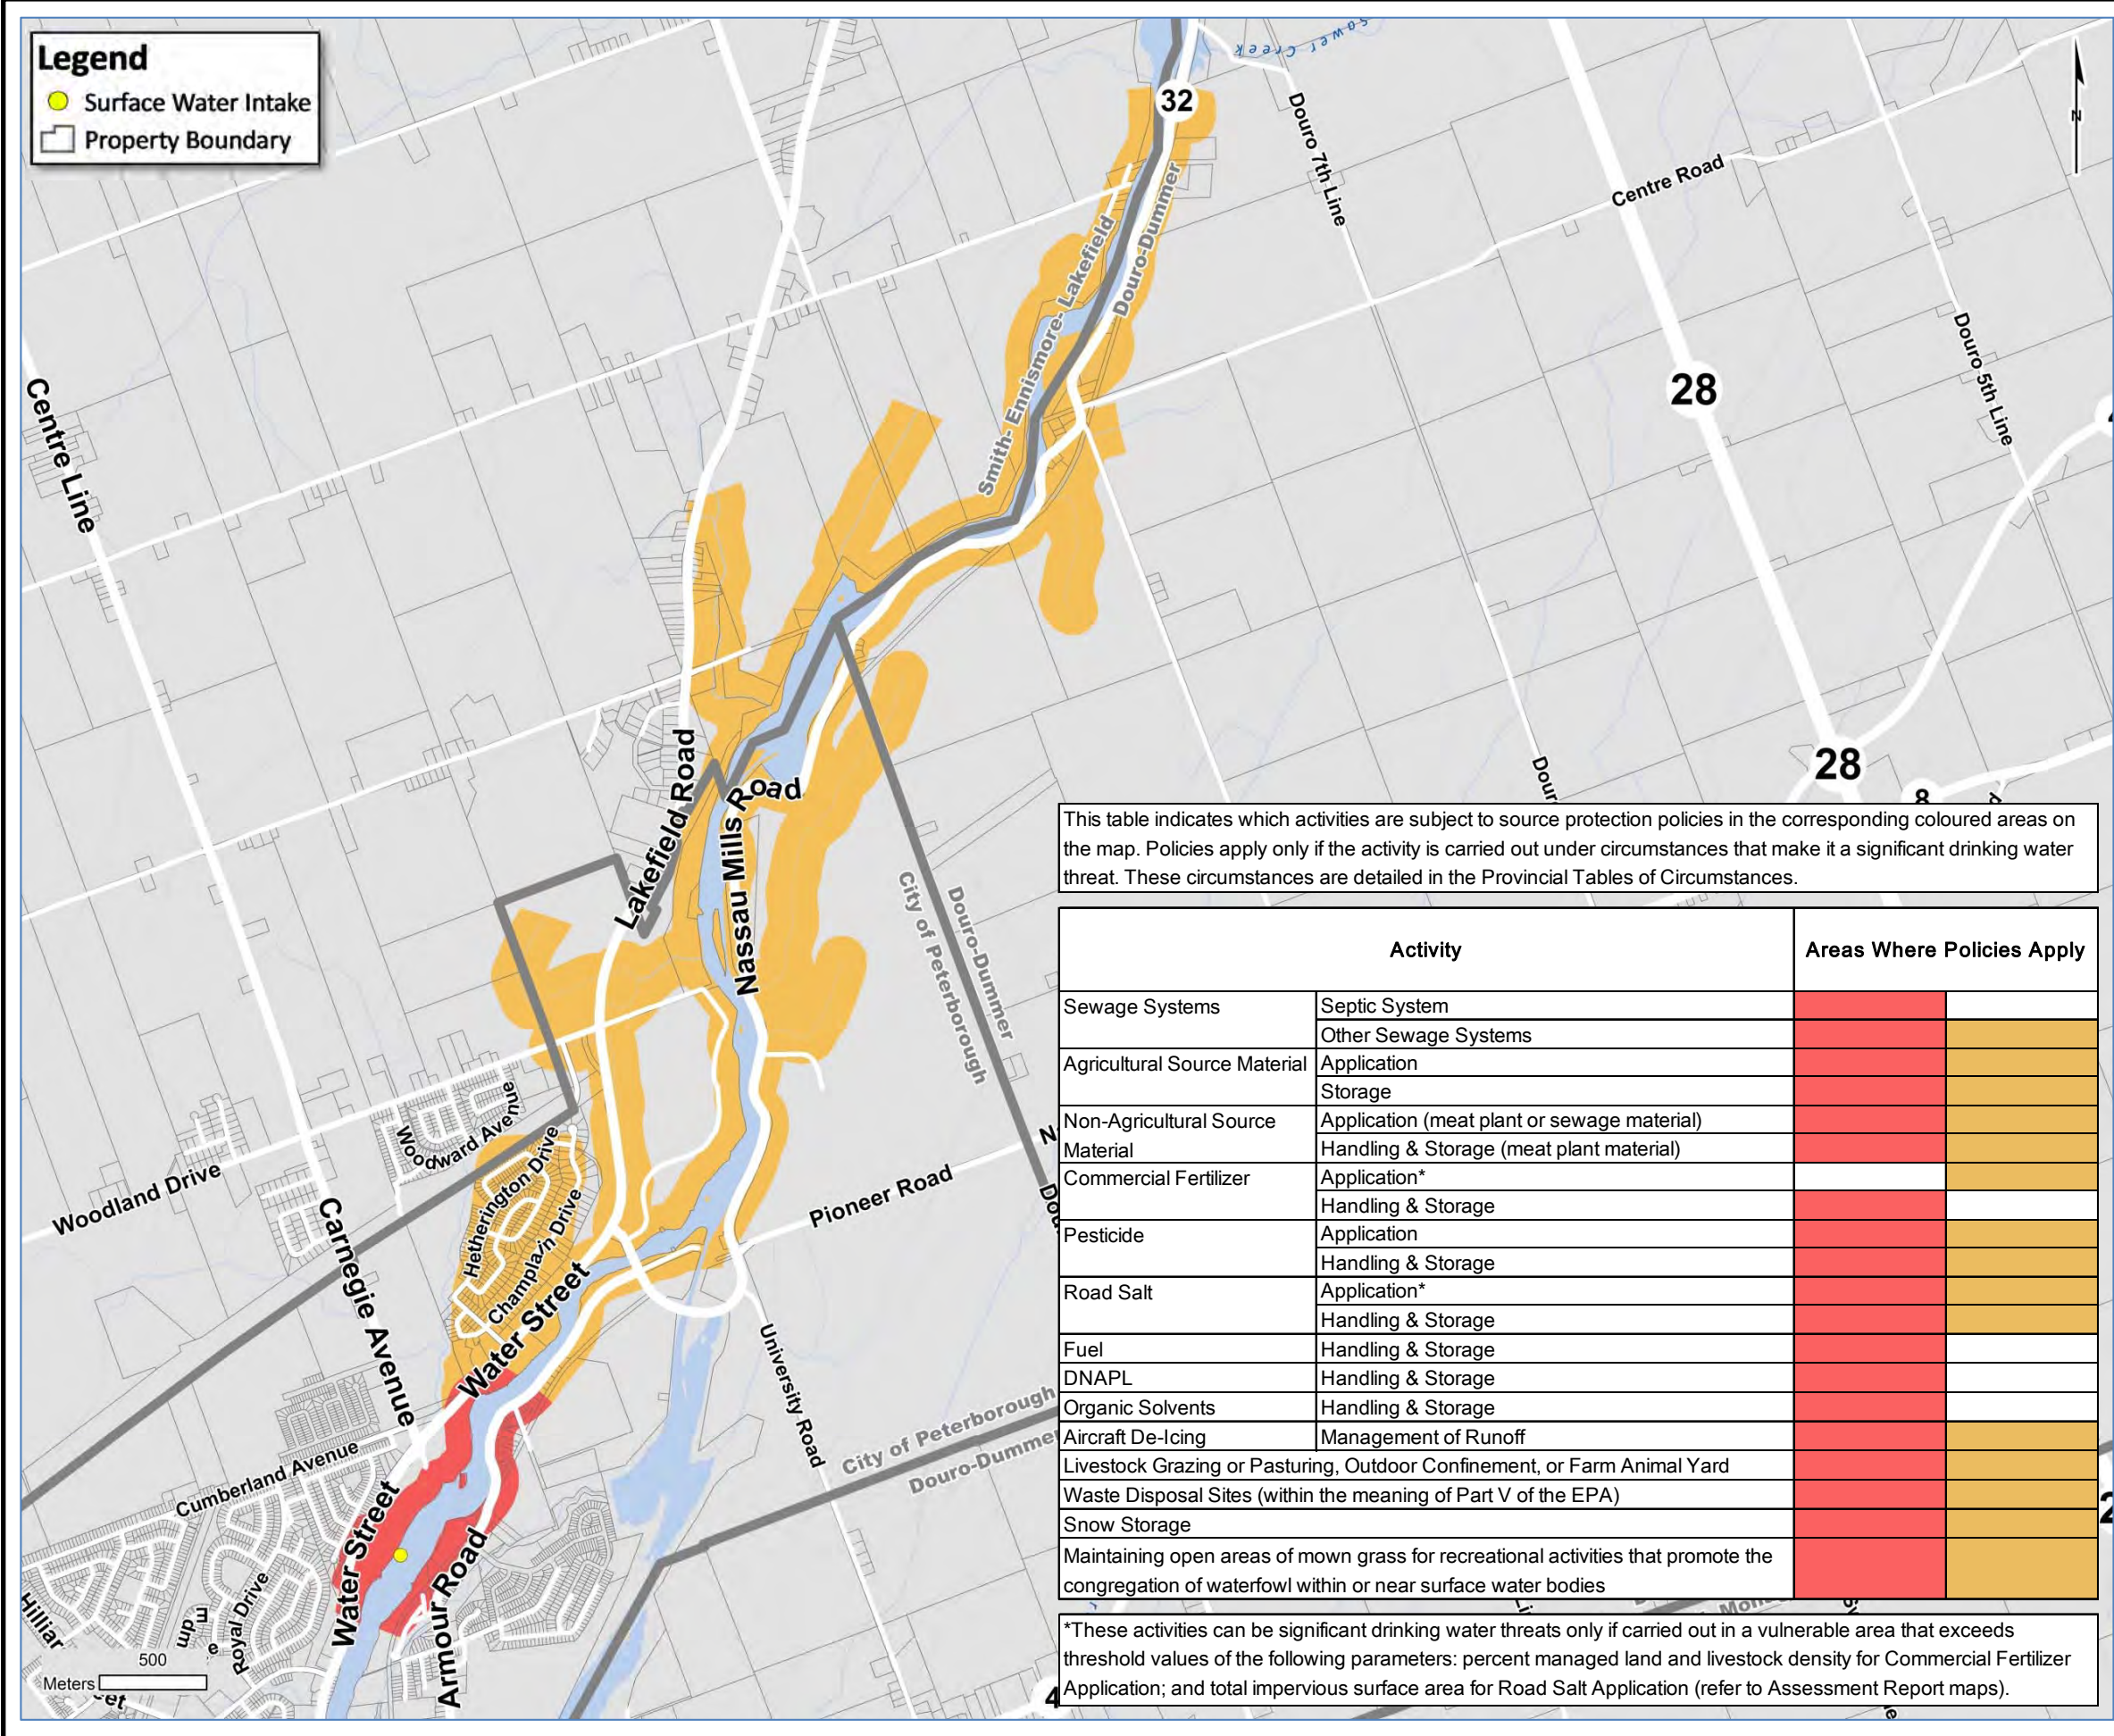 Legend
Surface Water Intake
Property Boundary
Sawer Creek
32
N
Douro 7th Line
Centre Road
Smith- Ennismore- Lakefield
Douro-Dummer
28
Douro 5th Line
Centre Line
4
28
8
Lakefield Road
Nassau Mills Road
City of Peterborough
Douro-Dummer
Woodward Avenue
Woodland Drive
Hetherington Drive
Champlain Drive
Pioneer Road
Carnegie Avenue
Water Street
University Road
City of Peterborough
Douro-Dummer
Cumberland Avenue
Water Street
Armour Road
Royal Drive
Hilliar
500
Meters
4
This table indicates which activities are subject to source protection policies in the corresponding coloured areas on
the map. Policies apply only if the activity is carried out under circumstances that make it a significant drinking water
threat. These circumstances are detailed in the Provincial Tables of Circumstances.
Activity Areas Where Policies Apply
Sewage Systems Septic System
Other Sewage Systems
Agricultural Source Material Application
Storage
Non-Agricultural Source Application (meat plant or sewage material)
Material Handling & Storage (meat plant material)
Commercial Fertilizer Application*
Handling & Storage
Pesticide Application
Handling & Storage
Road Salt Application*
Handling & Storage
Fuel Handling & Storage
DNAPL Handling & Storage
Organic Solvents Handling & Storage
Aircraft De-Icing Management of Runoff
Livestock Grazing or Pasturing, Outdoor Confinement, or Farm Animal Yard
Waste Disposal Sites (within the meaning of Part V of the EPA)
Snow Storage
Maintaining open areas of mown grass for recreational activities that promote the
congregation of waterfowl within or near surface water bodies
*These activities can be significant drinking water threats only if carried out in a vulnerable area that exceeds
threshold values of the following parameters: percent managed land and livestock density for Commercial Fertilizer
Application; and total impervious surface area for Road Salt Application (refer to Assessment Report maps).